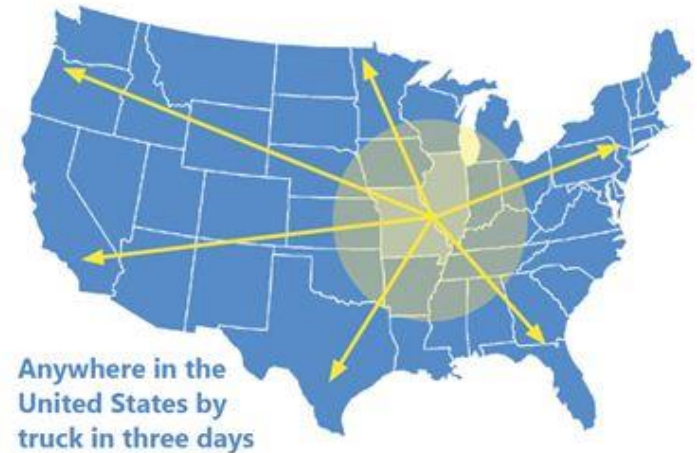 Anywhere in the
United States by
truck in three days